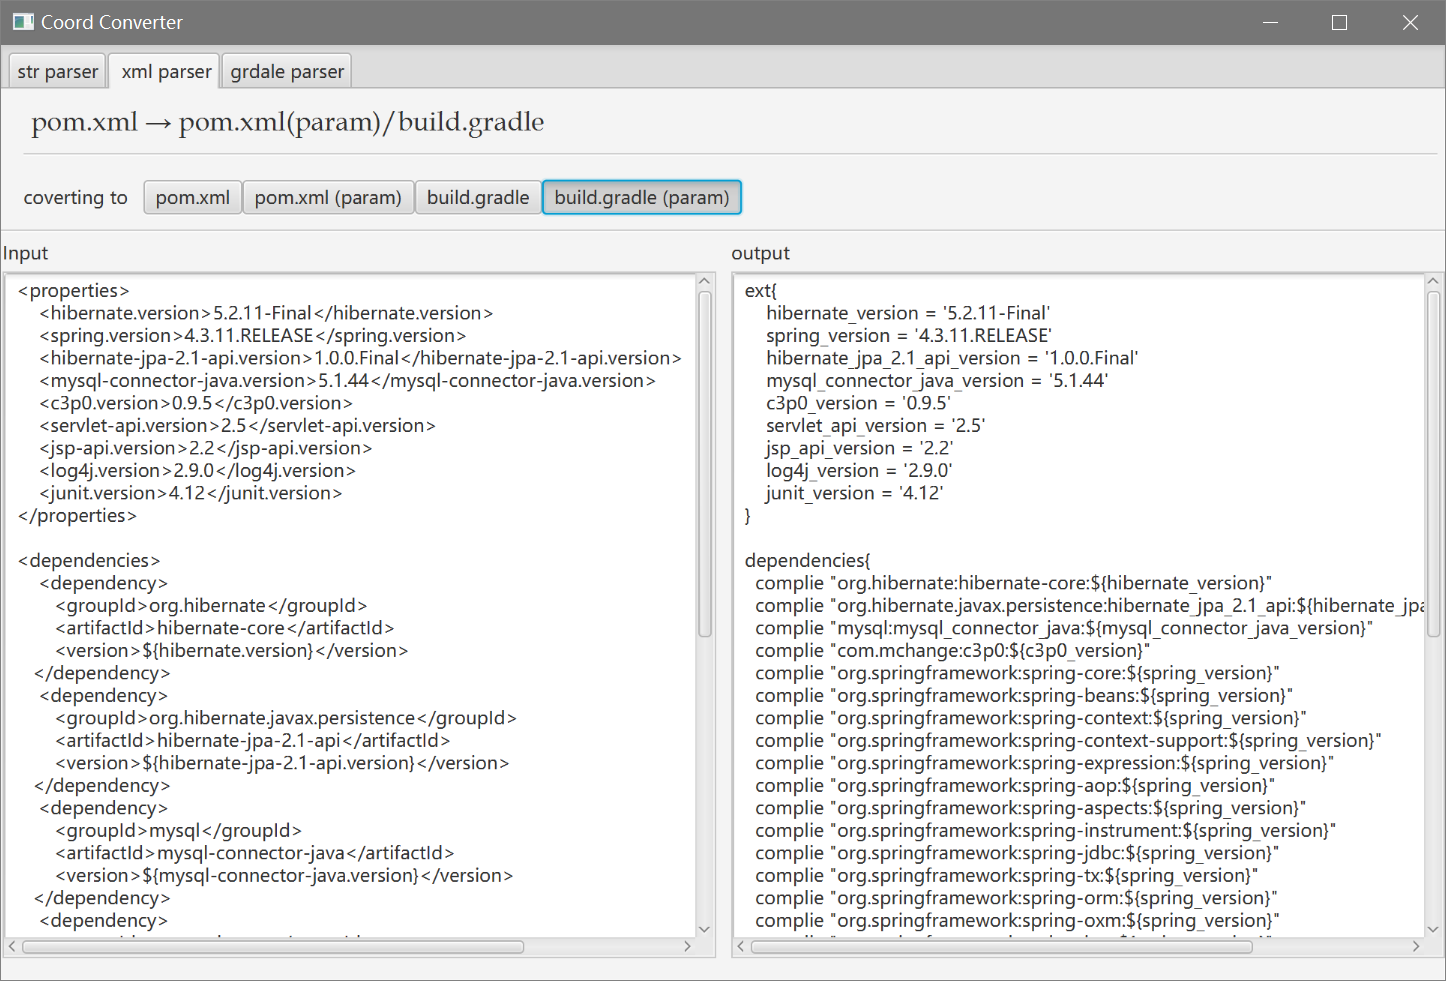 Coord Converter
str parser
xml parser
grdale parser
pom.xml → pom.xml(param)/build.gradle
coverting to
pom.xml
pom.xml (param)
build.gradle
build.gradle (param)
Input
<properties>
<hibernate.version>5.2.11-Final</hibernate.version>
<spring.version>4.3.11.RELEASE</spring.version>
<hibernate-jpa-2.1-api.version>1.0.0.Final</hibernate-jpa-2.1-api.version>
<mysql-connector-java.version>5.1.44</mysql-connector-java.version>
<c3p0.version>0.9.5</c3p0.version>
<servlet-api.version>2.5</servlet-api.version>
<jsp-api.version>2.2</jsp-api.version>
<log4j.version>2.9.0</log4j.version>
<junit.version>4.12</junit.version>
</properties>
<dependencies>
<dependency>
<groupId>org.hibernate</groupId>
<artifactId>hibernate-core</artifactId>
<version>${hibernate.version}</version>
</dependency>
<dependency>
<groupId>org.hibernate.javax.persistence</groupId>
<artifactId>hibernate-jpa-2.1-api</artifactId>
<version>${hibernate-jpa-2.1-api.version}</version>
</dependency>
<dependency>
<groupId>mysql</groupId>
<artifactId>mysql-connector-java</artifactId>
<version>${mysql-connector-java.version}</version>
</dependency>
<dependency>
output
ext{
hibernate_version = '5.2.11-Final'
spring_version = '4.3.11.RELEASE'
hibernate_jpa_2.1_api_version = '1.0.0.Final'
mysql_connector_java_version = '5.1.44'
c3p0_version = '0.9.5'
servlet_api_version = '2.5'
jsp_api_version = '2.2'
log4j_version = '2.9.0'
junit_version = '4.12'
}
dependencies{
complie "org.hibernate:hibernate-core:${hibernate_version}"
complie "org.hibernate.javax.persistence:hibernate_jpa_2.1_api:${hibernate_jpa
complie "mysql:mysql_connector_java:${mysql_connector_java_version}"
complie "com.mchange:c3p0:${c3p0_version}"
complie "org.springframework:spring-core:${spring_version}"
complie "org.springframework:spring-beans:${spring_version}"
complie "org.springframework:spring-context:${spring_version}"
complie "org.springframework:spring-context-support:${spring_version}"
complie "org.springframework:spring-expression:${spring_version}"
complie "org.springframework:spring-aop:${spring_version}"
complie "org.springframework:spring-aspects:${spring_version}"
complie "org.springframework:spring-instrument:${spring_version}"
complie "org.springframework:spring-jdbc:${spring_version}"
complie "org.springframework:spring-tx:${spring_version}"
complie "org.springframework:spring-orm:${spring_version}"
complie "org.springframework:spring-oxm:${spring_version}"